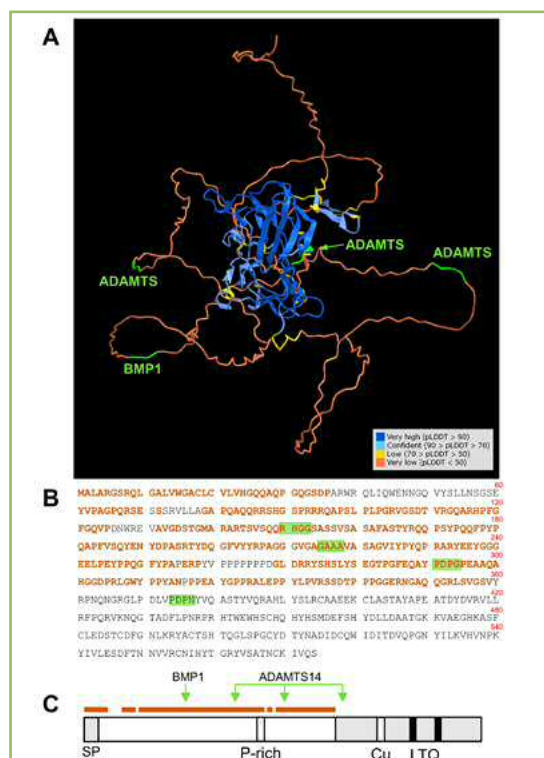 A
ADAMTS
ADAMTS
ADAMTS
BMP1
Very high (pLDDT > 90)
Confident (90 > pLDDT > 70)
Low (70 > pLDDT > 50)
Very low (pLDDT < 50)
B
60
MALARGSRQL GALVWGACLC VLVHGQQAQP GQGSDPARWR QLIQWENNGQ VYSLLNSGSE
120
YVPAGPQRSE SSSRVLLAGA PQAQQRRSHG SPRRRQAPSL PLPGRVGSDT VRGQARHPFG
180
FGQVPDNWRE VAVGDSTGMA RARTSVSQQR HGGSASSVSA SAFASTYRQQ PSYPQQFPYP
240
QAPFVSQYEN YDPASRTYDQ GFVYYRPAGG GVGAGAAAVA SAGVIYPYQP RARYEEYGGG
300
EELPEYPPQG FYPAPERPYV PPPPPPPDGL DRRYSHSLYS EGTPGFEQAY PDPGPEAAQA
360
HGGDPRLGWY PPYANPPPEA YGPPRALEPP YLPVRSSDTP PPGGERNGAQ QGRLSVGSVY
420
RPNQNGRGLP DLVPDPNYVQ ASTYVQRAHL YSLRCAAEEK CLASTAYAPE ATDYDVRVLL
480
RFPQRVKNQG TADFLPNRPR HTWEWHSCHQ HYHSMDEFSH YDLLDAATGK KVAEGHKASF
540
CLEDSTCDFG NLKRYACTSH TQGLSPGCYD TYNADIDCQW IDITDVQPGN YILKVHVNPK
YIVLESDFTN NVVRCNIHYT GRYVSATNCK IVQS
BMP1 ADAMTS14
C
SP P-rich Cu LTQ